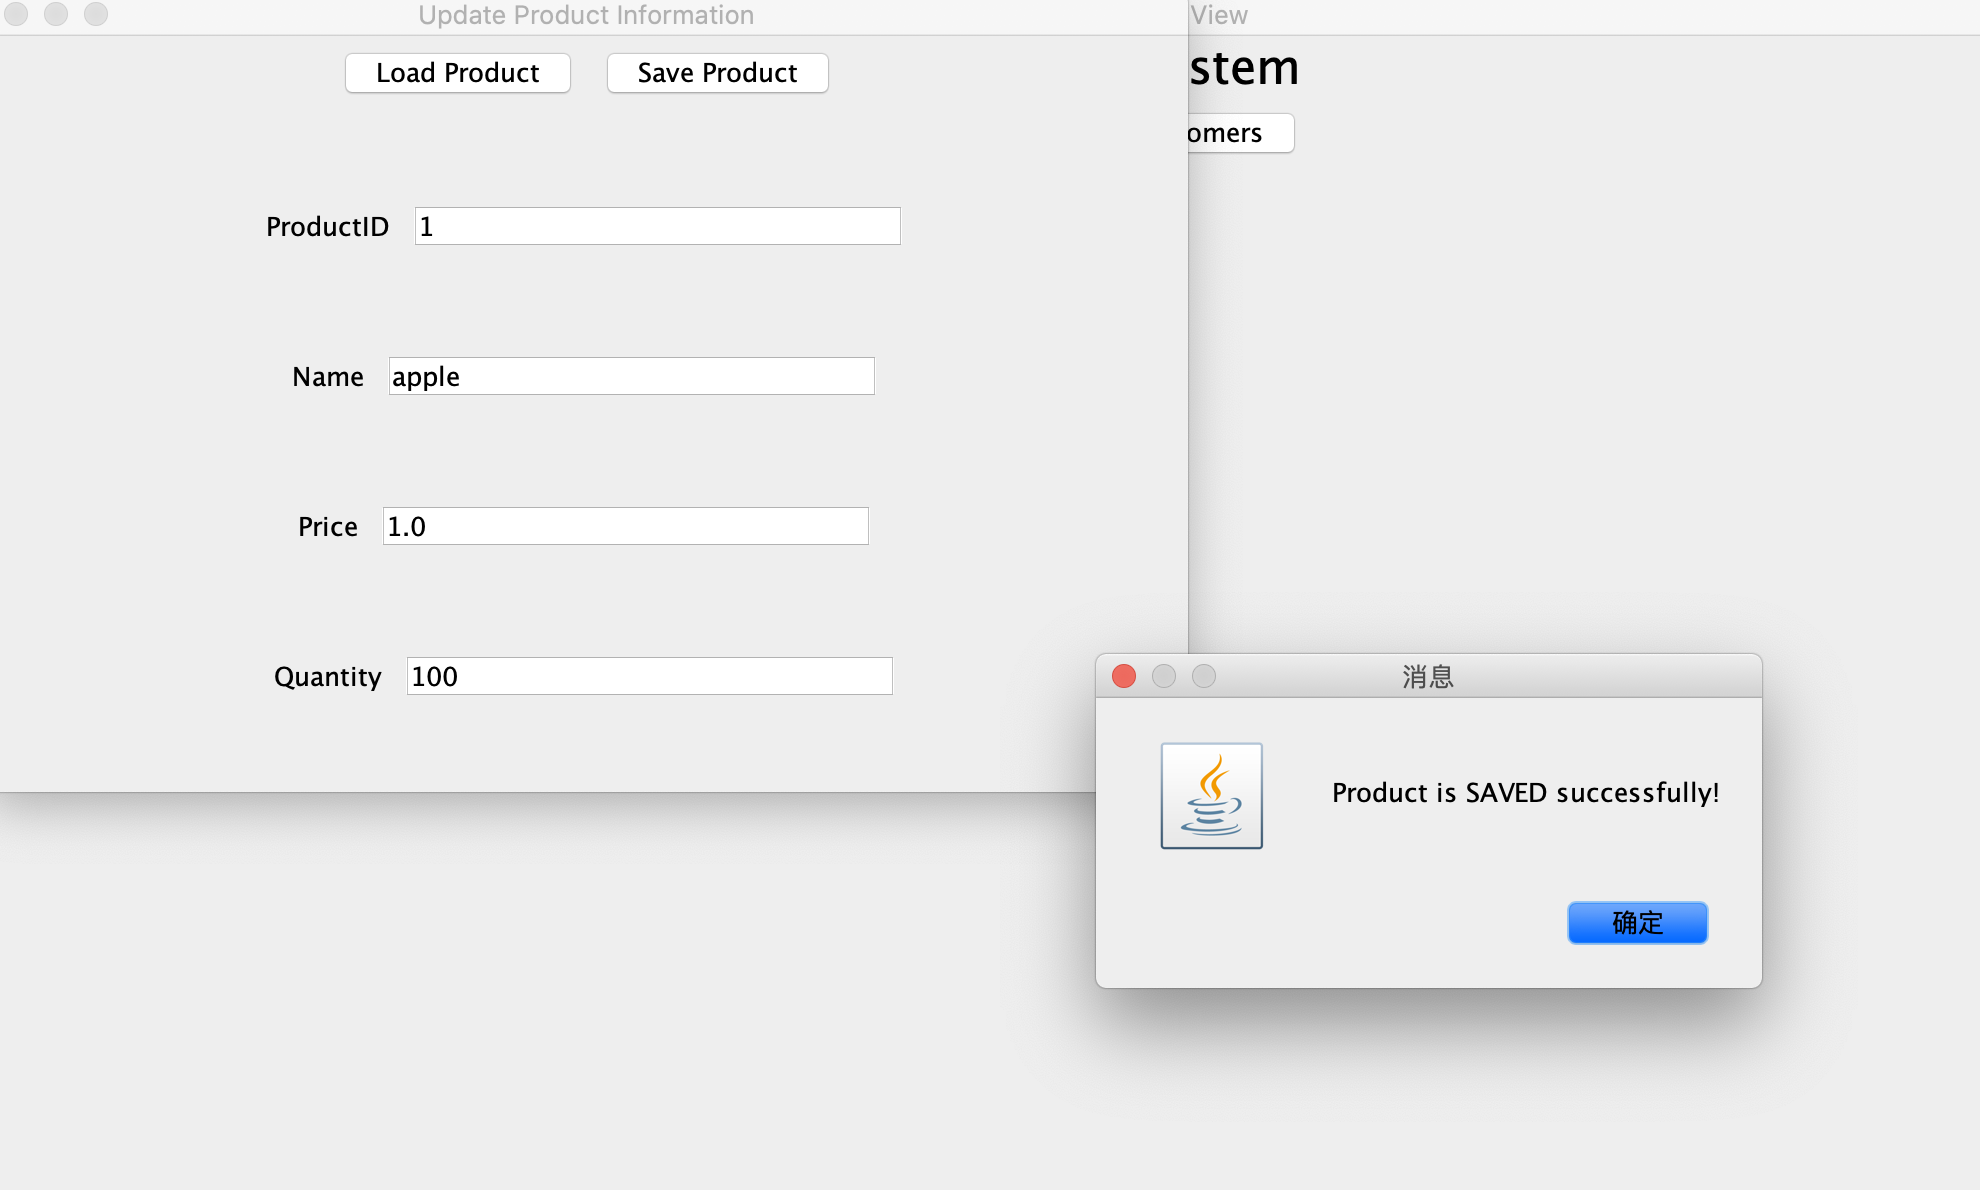 Update Product Information
View
Load Product
Save Product
stem
omers
ProductID
1
Name
apple
Price
1.0
Quantity
100
消息
Product is SAVED successfully!
确定